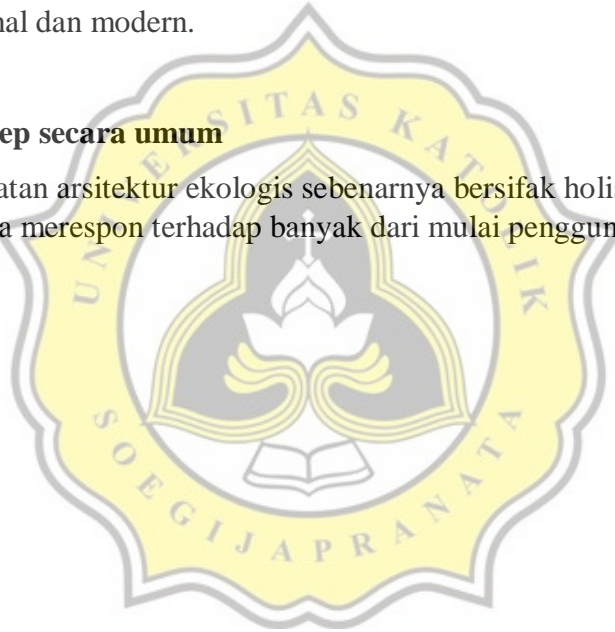 nal dan modern.
ep secara umum
atan arsitektur ekologis sebenarnya bersifak holi
a merespon terhadap banyak dari mulai penggun
UNIVERSITAS KATOLIK
SOEGIJAPRANATA